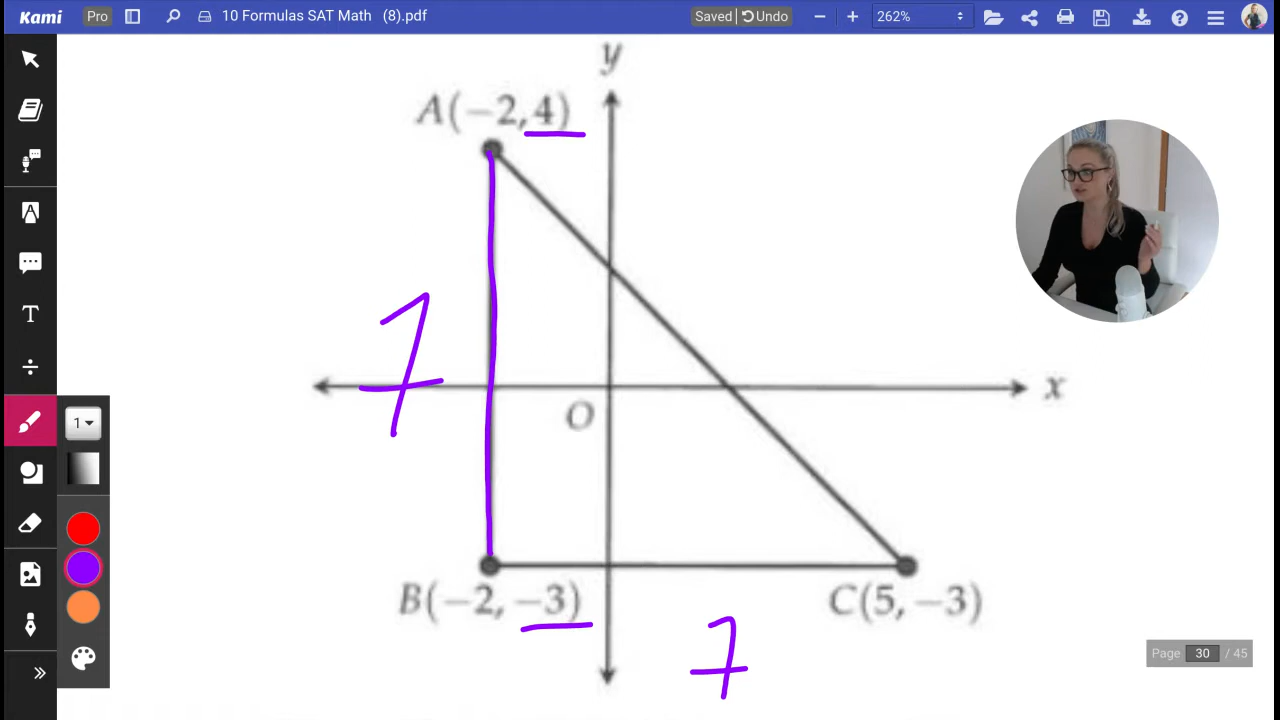 Kami Pro 10 Formulas SAT Math (8).pdf Saved Undo 262%
y
A(−2,4)
7
x
O
B(−2, −3)
C(5, −3)
7
T
1
Page 30 / 45